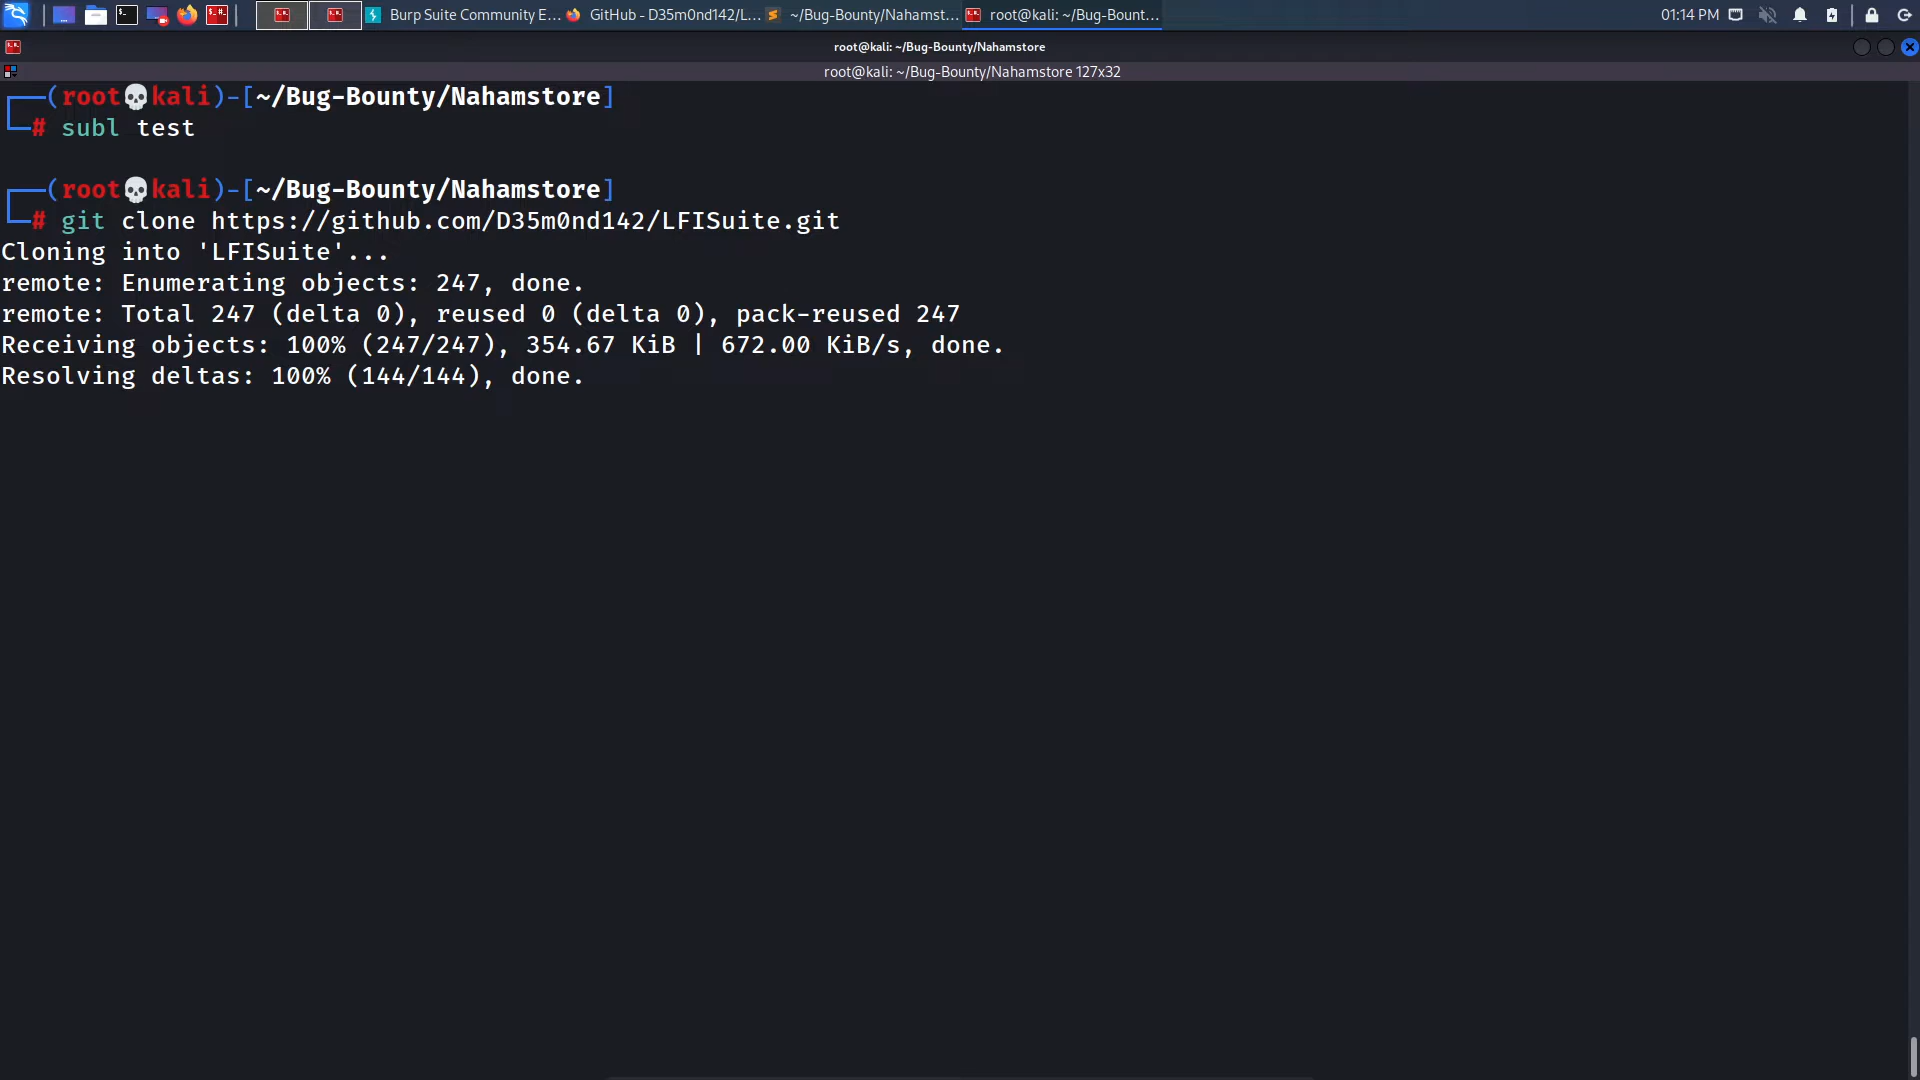 Burp Suite Community E...
GitHub - D35m0nd142/L...
~/Bug-Bounty/Nahamst...
root@kali: ~/Bug-Bount...
01:14 PM
root@kali: ~/Bug-Bounty/Nahamstore
root@kali: ~/Bug-Bounty/Nahamstore 127x32
(root💀kali)-[~/Bug-Bounty/Nahamstore]
# subl test
(root💀kali)-[~/Bug-Bounty/Nahamstore]
# git clone https://github.com/D35m0nd142/LFISuite.git
Cloning into 'LFISuite'...
remote: Enumerating objects: 247, done.
remote: Total 247 (delta 0), reused 0 (delta 0), pack-reused 247
Receiving objects: 100% (247/247), 354.67 KiB | 672.00 KiB/s, done.
Resolving deltas: 100% (144/144), done.